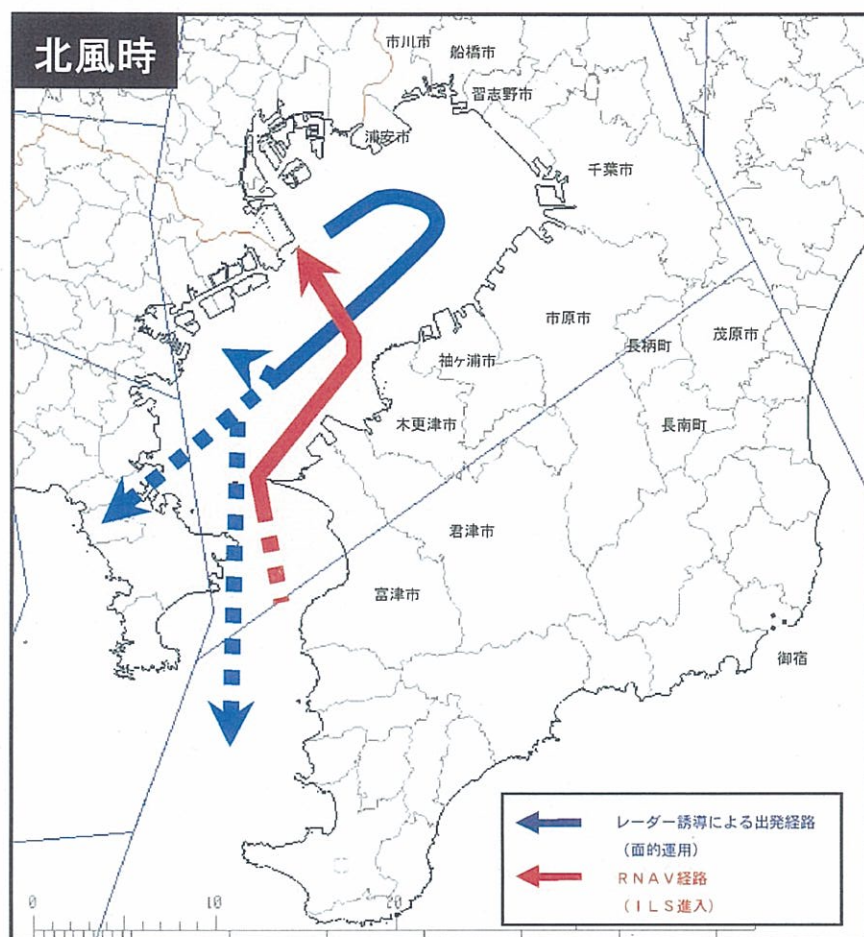 北風時
市川市
船橋市
習志野市
浦安市
千葉市
市原市
長柄町
茂原市
袖ヶ浦市
木更津市
長南町
君津市
富津市
御宿
レーダー誘導による出発経路
(面的運用)
RNAV経路
(ILS進入)
0 10 20